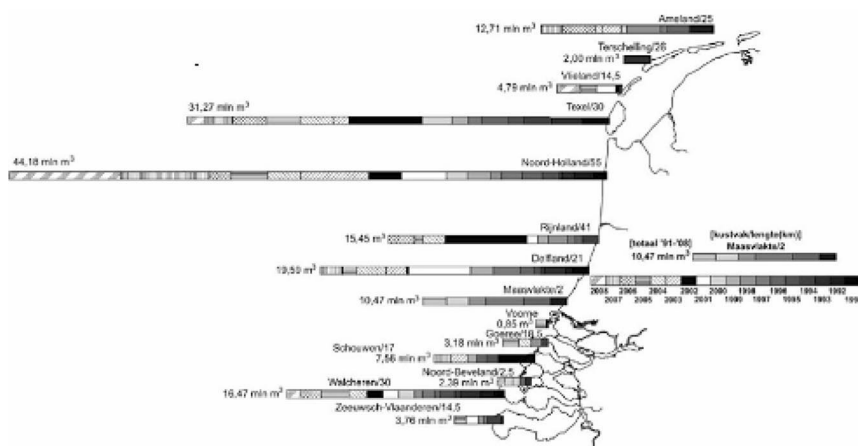 Ameland/25
12,71 mln m³
Terschelling/28
2,00 mln m³
Vlieland/14,5
4,79 mln m³
31,27 mln m³
Texel/30
44,18 mln m³
Noord-Holland/55
Rijnland/41
15,45 mln m³
[totaal '91-'08]
[kustvak/lengte(km)]
Maasvlakte/2
10,47 mln m³
Delfland/21
19,59 mln m³
2008 2006 2004 2002 2000 1998 1996 1994 1992
2007 2005 2003 2001 1999 1997 1995 1993
Maasvlakte/2
10,47 mln m³
Voorne
0,85 m³
Goeree/16,5
3,18 mln m³
Schouwen/17
7,56 mln m³
Noord-Beveland/2,5
2,39 mln m³
Walcheren/30
16,47 mln m³
Zeeuwsch-Vlaanderen/14,5
3,76 mln m³